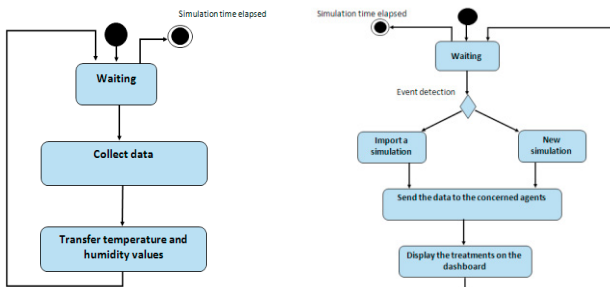 Simulation time elapsed
Waiting
Collect data
Transfer temperature and
humidity values
Simulation time elapsed
Waiting
Event detection
Import a
simulation
New
simulation
Send the data to the concerned agents
Display the treatments on the
dashboard